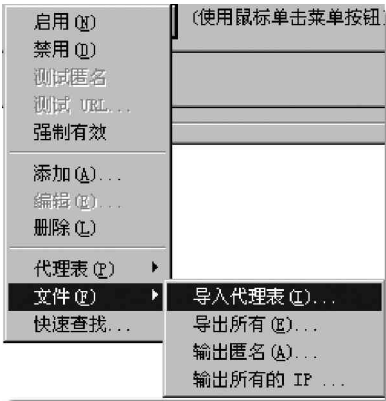 (使用鼠标单击菜单按钮
启用(N)
禁用(D)
测试匿名
测试 URL...
强制有效
添加(A)...
编辑(E)...
删除(L)
代理表(P)
文件(F)
快速查找...
导入代理表(I)...
导出所有(E)...
输出匿名(A)...
输出所有的 IP ...